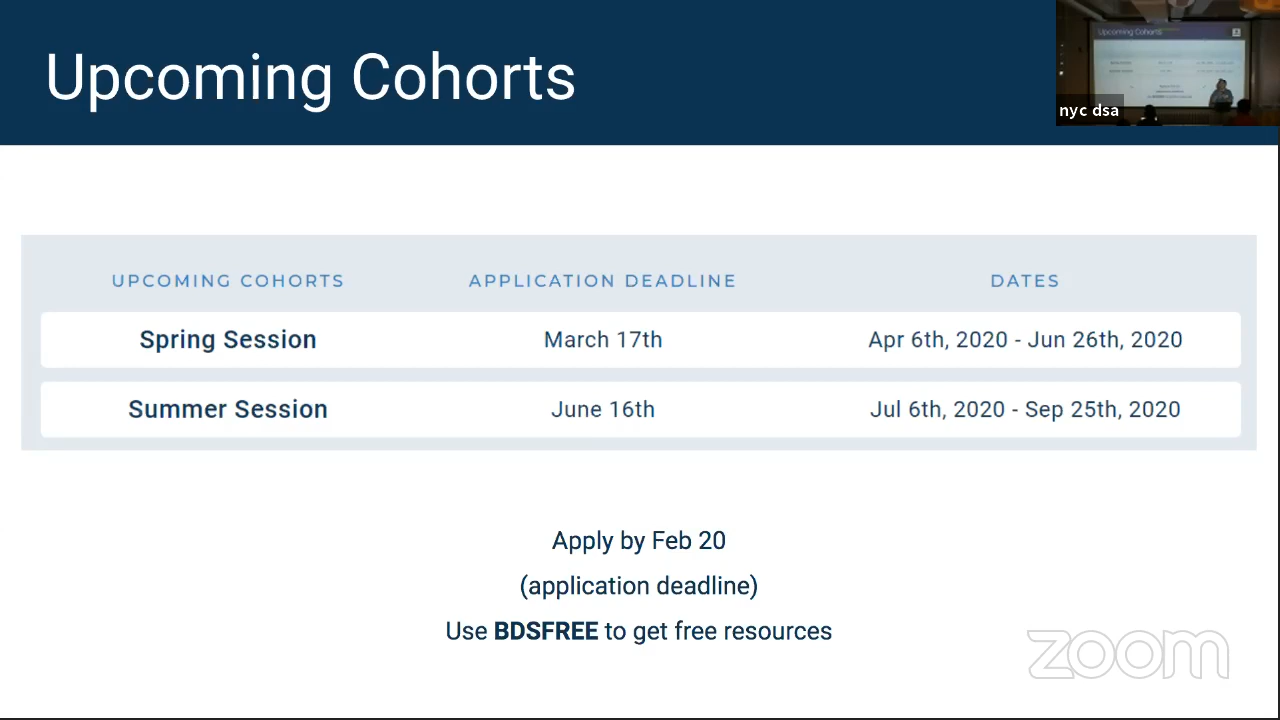 Upcoming Cohorts
Upcoming Cohorts
nyc dsa
UPCOMING COHORTS APPLICATION DEADLINE DATES
Spring Session March 17th Apr 6th, 2020 - Jun 26th, 2020
Summer Session June 16th Jul 6th, 2020 - Sep 25th, 2020
Apply by Feb 20
(application deadline)
Use BDSFREE to get free resources
zoom